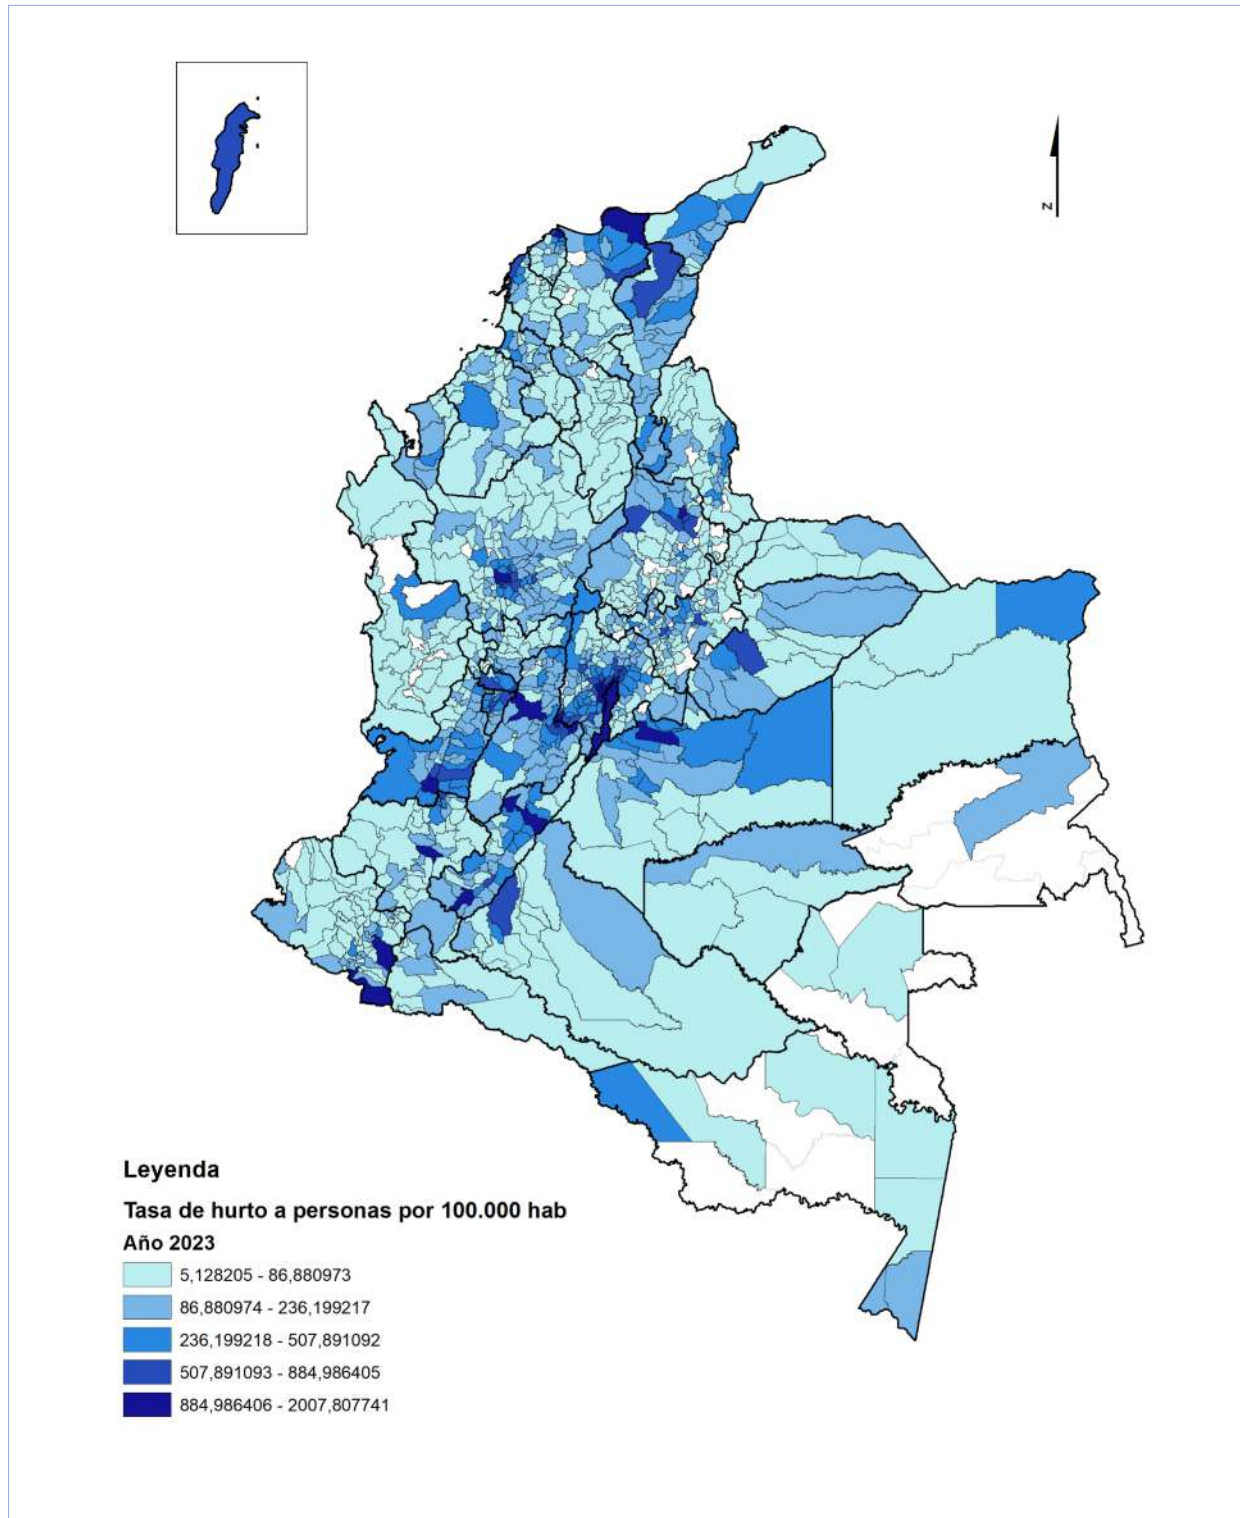 N
Leyenda
Tasa de hurto a personas por 100.000 hab
Año 2023
5,128205 - 86,880973
86,880974 - 236,199217
236,199218 - 507,891092
507,891093 - 884,986405
884,986406 - 2007,807741